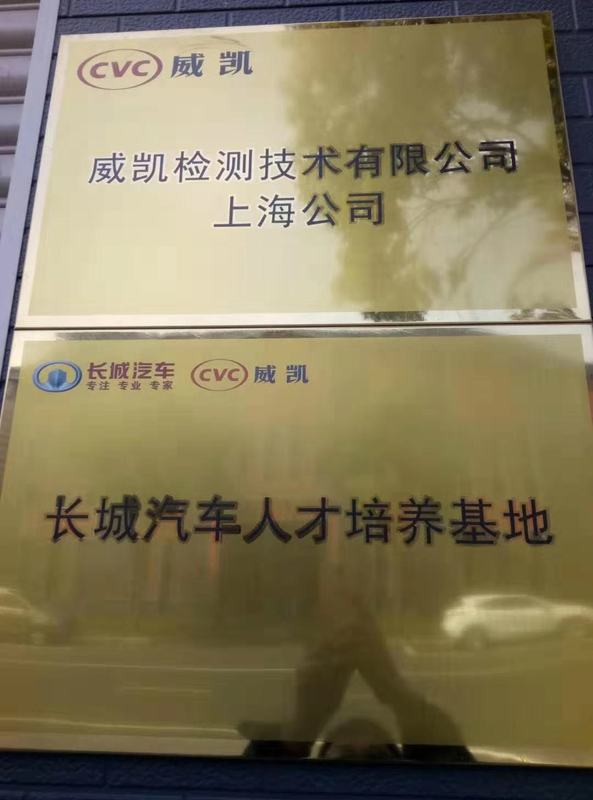 CVC 威凯
威凯检测技术有限公司
上海公司
长城汽车 CVC 威凯
专注 专业 专家
长城汽车人才培养基地